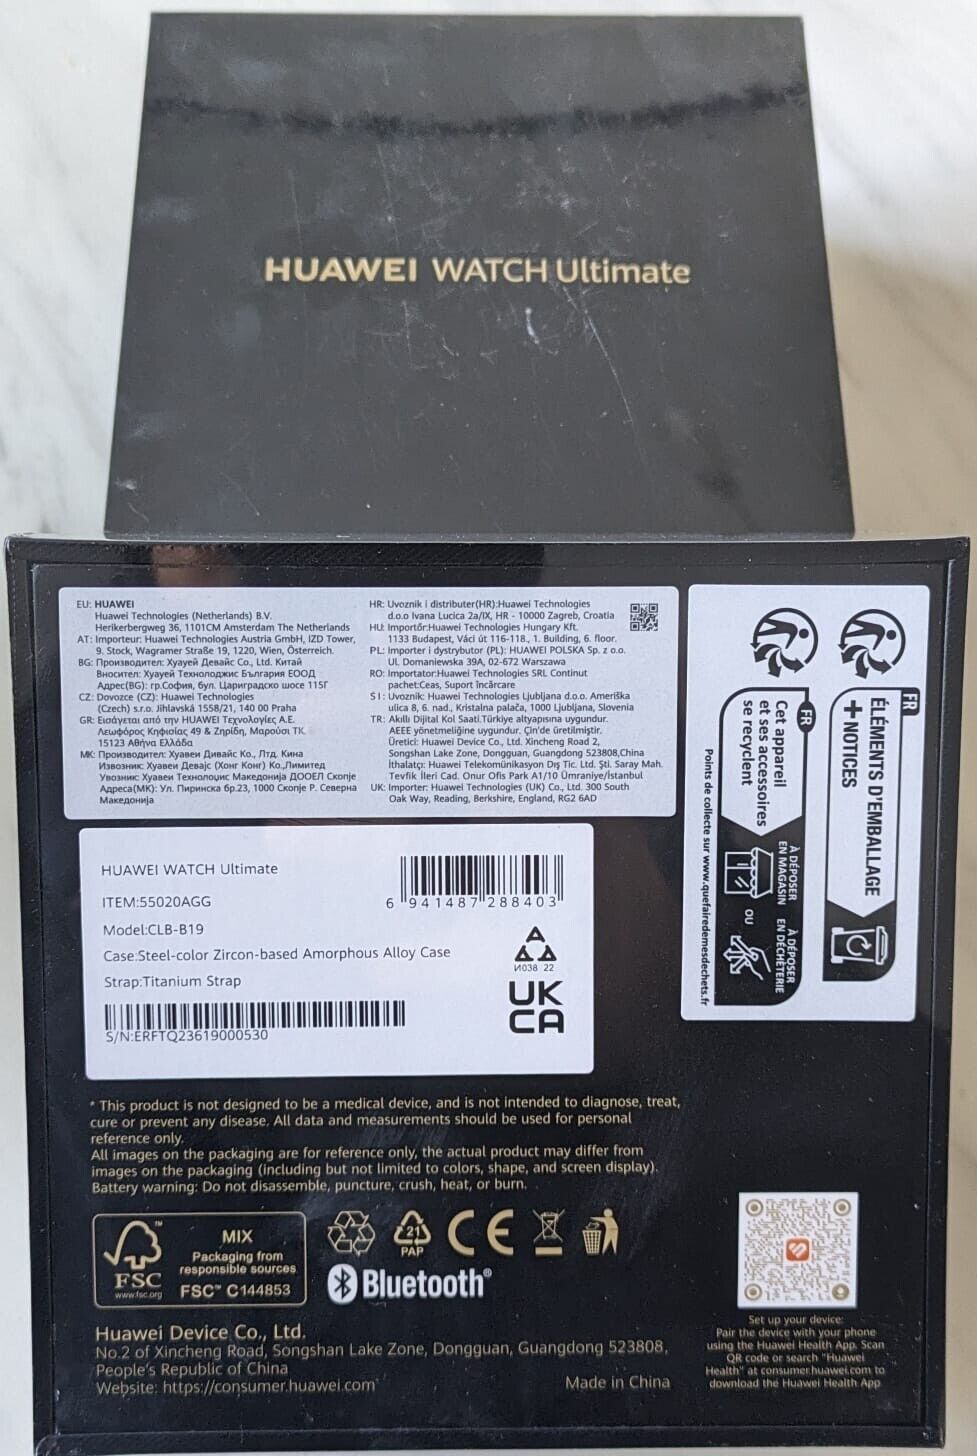 HUAWEI WATCH Ultimate
EU: HUAWEI
Huawei Technologies (Netherlands) B.V.
Herikerbergweg 36, 1101CM Amsterdam The Netherlands
AT: Importeur: Huawei Technologies Austria GmbH, IZD Tower,
9. Stock, Wagramer Straße 19, 1220, Wien, Österreich.
BG: Производител: Хуауей Девайс Co., Ltd. Китай
Вносител: Хуауей Технолоджис България ЕООД
Адрес(BG): гр.София, бул. Цариградско шосе 115Г
CZ: Dovozce (CZ): Huawei Technologies
(Czech) s.r.o. Jihlavská 1558/21, 140 00 Praha
GR: Εισάγεται από την HUAWEI Τεχνολογίες Α.Ε.
Λεωφόρος Κηφισίας 49 & Ζηρίδη, Μαρούσι ΤΚ.
15123 Αθήνα Ελλάδα
MK: Производител: Хуавеи Дивајс Ко., Лтд. Кина
Извозник: Хуавеи Девајс (Хонг Конг) Ко.,Лимитед
Увозник: Хуавеи Технолоџис Македонија ДООЕЛ Скопје
Адреса(МК): Ул. Пиринска бр.23, 1000 Скопје Р. Северна
Македонија
HR: Uvoznik i distributer(HR):Huawei Technologies
d.o.o Ivana Lucica 2a/IX, HR - 10000 Zagreb, Croatia
HU: Importőr:Huawei Technologies Hungary Kft.
1133 Budapest, Váci út 116-118., 1. Building, 6. floor.
PL: Importer i dystrybutor (PL): HUAWEI POLSKA Sp. z o.o.
Ul. Domaniewska 39A, 02-672 Warszawa
RO: Importator:Huawei Technologies SRL Continut
pachet:Ceas, Suport încărcare
SI: Uvoznik: Huawei Technologies Ljubljana d.o.o. Ameriška
ulica 8, 6. nad., Kristalna palača, 1000 Ljubljana, Slovenia
TR: Akıllı Dijital Kol Saati.Türkiye altyapısına uygundur.
AEEE yönetmeliğine uygundur. Çin'de üretilmiştir.
Üretici: Huawei Device Co., Ltd. Xincheng Road 2,
Songshan Lake Zone, Dongguan, Guangdong 523808,China
İthalatçı: Huawei Telekomünikasyon Dış Tic. Ltd. Şti. Saray Mah.
Tevfik İleri Cad. Onur Ofis Park A1/10 Ümraniye/İstanbul
UK: Importer: Huawei Technologies (UK) Co., Ltd. 300 South
Oak Way, Reading, Berkshire, England, RG2 6AD
FR
ÉLÉMENTS D'EMBALLAGE
+NOTICES
FR
Cet appareil
et ses accessoires
se recyclent
À DÉPOSER
EN MAGASIN
OU
À DÉPOSER
EN DÉCHÈTERIE
Points de collecte sur www.quefairedemesdechets.fr
HUAWEI WATCH Ultimate
ITEM:55020AGG
Model:CLB-B19
Case:Steel-color Zircon-based Amorphous Alloy Case
Strap:Titanium Strap
S/N:ERFTQ23619000530
6 941487 288403
И038 22
UK
CA
* This product is not designed to be a medical device, and is not intended to diagnose, treat,
cure or prevent any disease. All data and measurements should be used for personal
reference only.
All images on the packaging are for reference only, the actual product may differ from
images on the packaging (including but not limited to colors, shape, and screen display).
Battery warning: Do not disassemble, puncture, crush, heat, or burn.
FSC
www.fsc.org
MIX
Packaging from
responsible sources
FSC™ C144853
21
PAP
CE
Bluetooth®
Huawei Device Co., Ltd.
No.2 of Xincheng Road, Songshan Lake Zone, Dongguan, Guangdong 523808,
People's Republic of China
Website: https://consumer.huawei.com
Made in China
Set up your device:
Pair the device with your phone
using the Huawei Health App. Scan
QR code or search "Huawei
Health" at consumer.huawei.com to
download the Huawei Health App